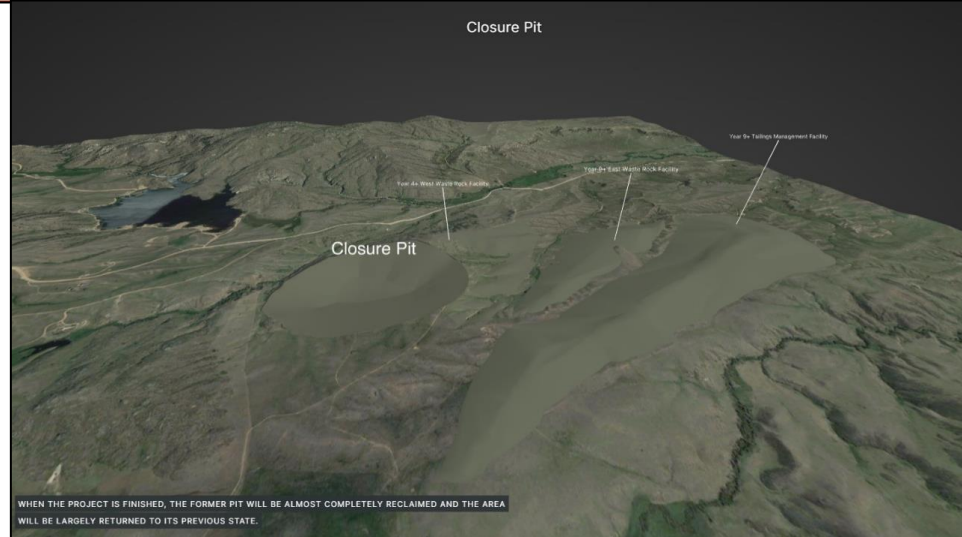 Closure Pit
Year 9+ Tailings Management Facility
Year 9+ East Waste Rock Facility
Year 4+ West Waste Rock Facility
Closure Pit
WHEN THE PROJECT IS FINISHED, THE FORMER PIT WILL BE ALMOST COMPLETELY RECLAIMED AND THE AREA
WILL BE LARGELY RETURNED TO ITS PREVIOUS STATE.